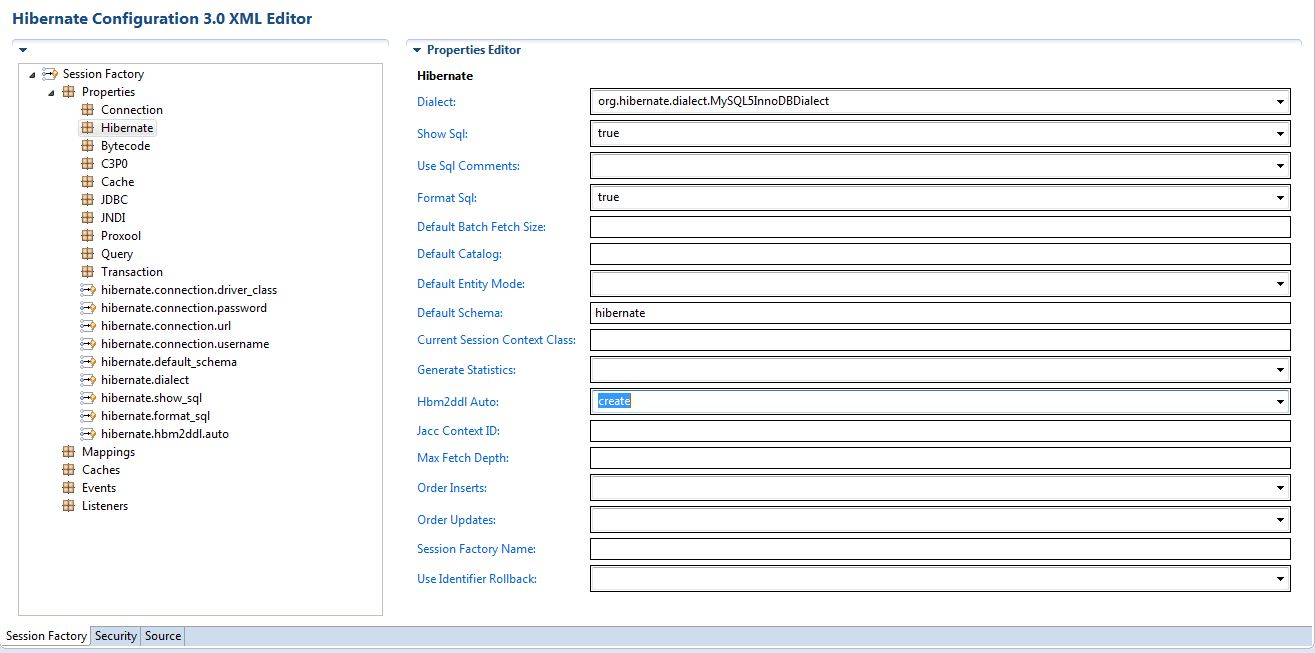 Hibernate Configuration 3.0 XML Editor
Session Factory
Properties
Connection
Hibernate
Bytecode
C3P0
Cache
JDBC
JNDI
Proxool
Query
Transaction
hibernate.connection.driver_class
hibernate.connection.password
hibernate.connection.url
hibernate.connection.username
hibernate.default_schema
hibernate.dialect
hibernate.show_sql
hibernate.format_sql
hibernate.hbm2ddl.auto
Mappings
Caches
Events
Listeners
Properties Editor
Hibernate
Dialect: org.hibernate.dialect.MySQL5InnoDBDialect
Show Sql: true
Use Sql Comments:
Format Sql: true
Default Batch Fetch Size:
Default Catalog:
Default Entity Mode:
Default Schema: hibernate
Current Session Context Class:
Generate Statistics:
Hbm2ddl Auto: create
Jacc Context ID:
Max Fetch Depth:
Order Inserts:
Order Updates:
Session Factory Name:
Use Identifier Rollback:
Session Factory Security Source